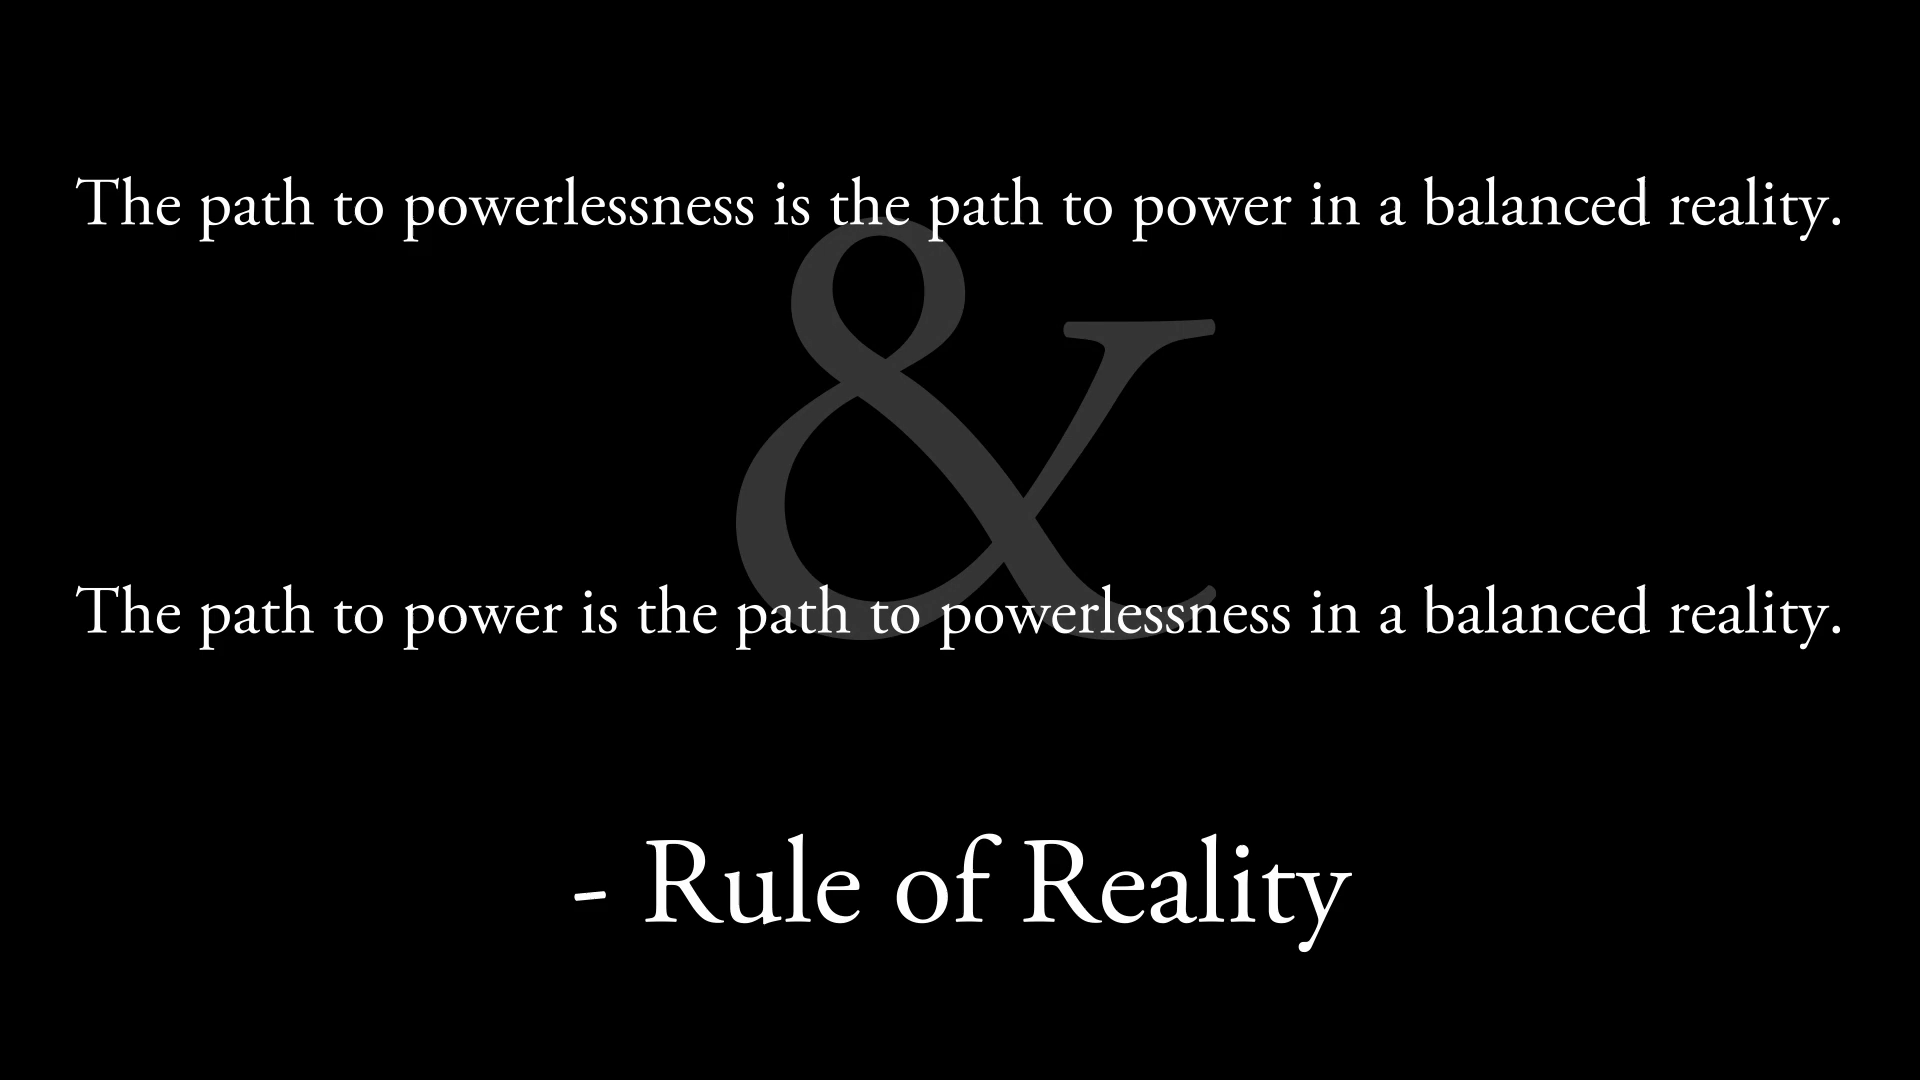 The path to powerlessness is the path to power in a balanced reality.
&
The path to power is the path to powerlessness in a balanced reality.
- Rule of Reality